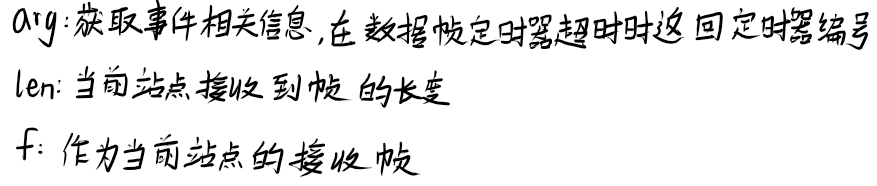 arg:获取事件相关信息,在数据帧定时器超时时返回定时器编号
len:当前站点接收到帧的长度
f:作为当前站点的接收帧